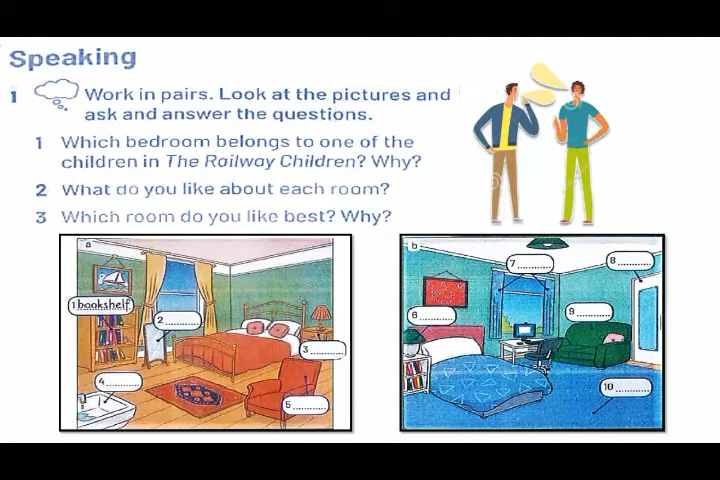 Speaking
1 Work in pairs. Look at the pictures and
ask and answer the questions.
1 Which bedroom belongs to one of the
children in The Railway Children? Why?
2 What do you like about each room?
3 Which room do you like best? Why?
a
1 bookshelf
2 ..........
3 ..........
4 ..........
5 ..........
b
6 ..........
7 ..........
8 ..........
9 ..........
10 ..........